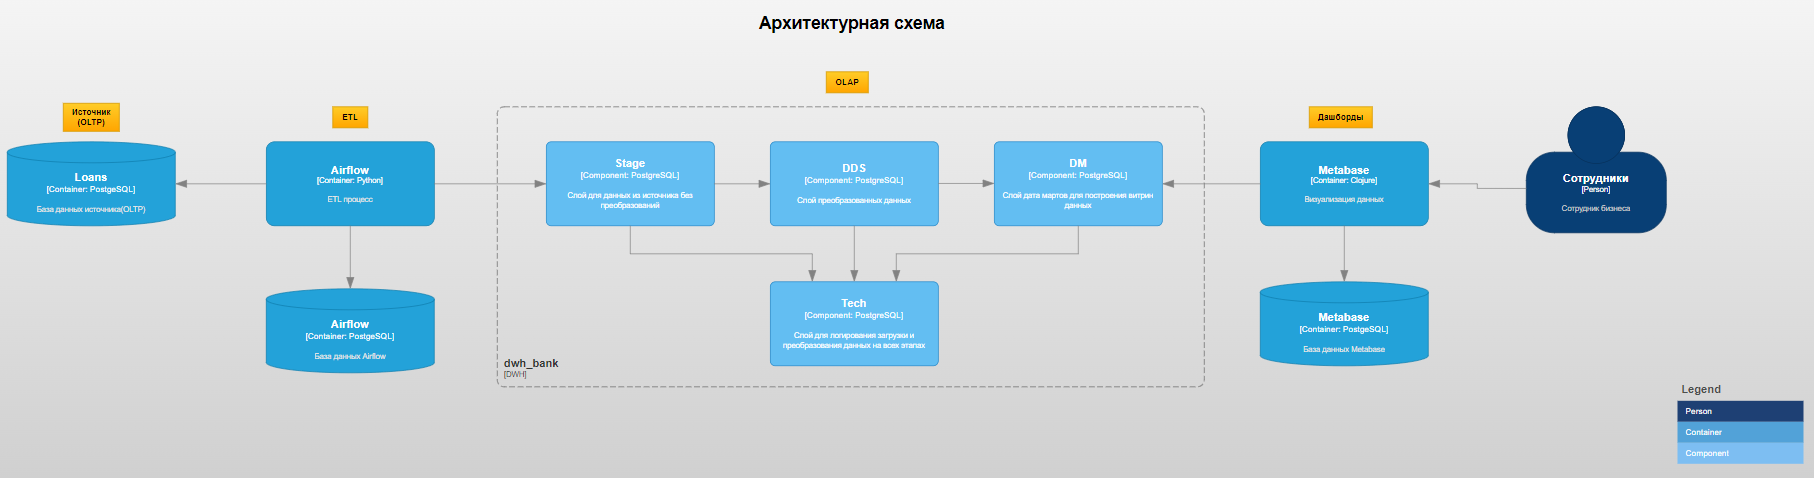 Архитектурная схема
Источник
(OLTP)
Loans
[Container: PostgeSQL]
База данных источника(OLTP)
ETL
Airflow
[Container: Python]
ETL процесс
Airflow
[Container: PostgeSQL]
База данных Airflow
OLAP
Stage
[Component: PostgreSQL]
Слой для данных из источника без
преобразований
DDS
[Component: PostgreSQL]
Слой преобразованных данных
DM
[Component: PostgreSQL]
Слой дата мартов для построения витрин
данных
Tech
[Component: PostgreSQL]
Слой для логирования загрузки и
преобразования данных на всех этапах
dwh_bank
[DWH]
Дашборды
Metabase
[Container: Clojure]
Визуализация данных
Metabase
[Container: PostgreSQL]
База данных Metabase
Сотрудники
[Person]
Сотрудник бизнеса
Legend
Person
Container
Component